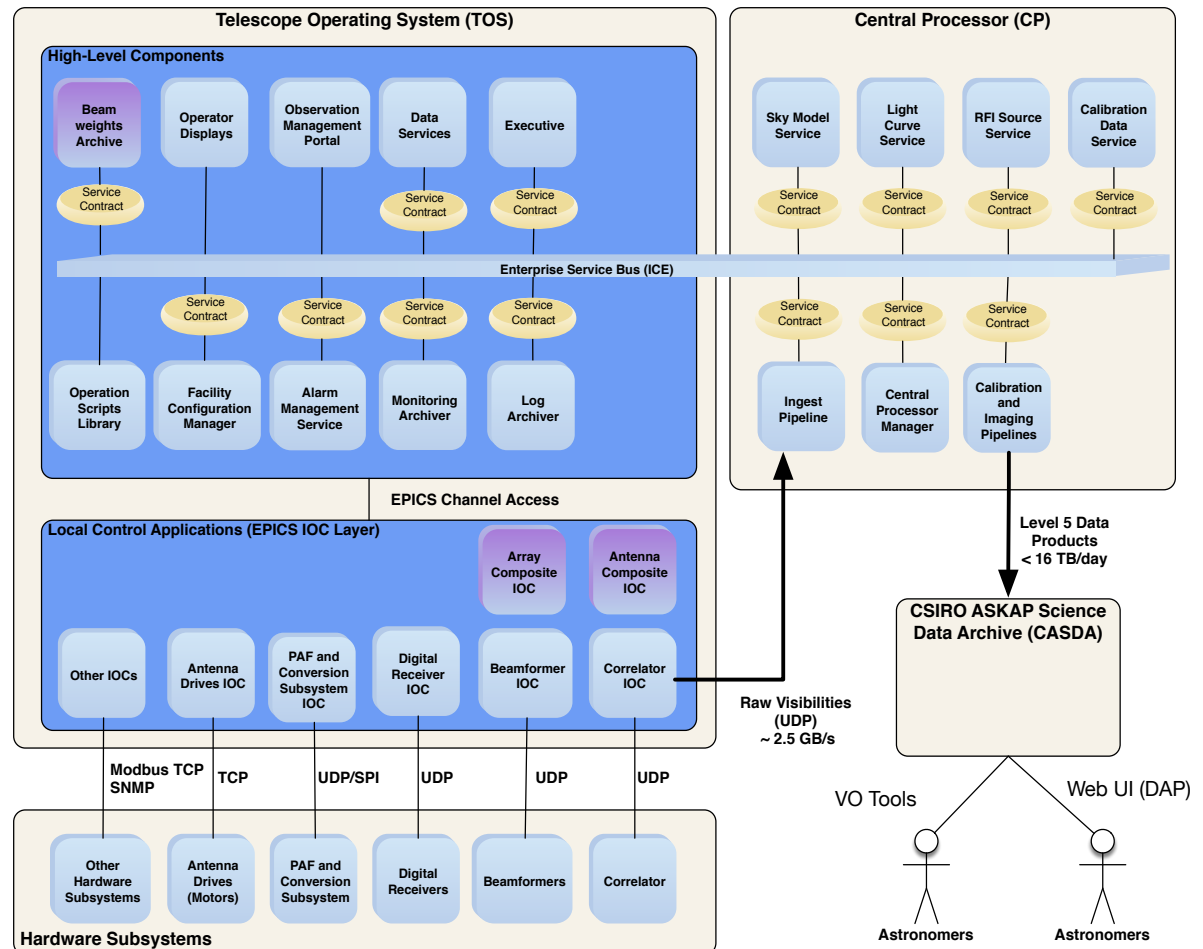 Telescope Operating System (TOS)
High-Level Components
Beam
weights
Archive
Operator
Displays
Observation
Management
Portal
Data
Services
Executive
Service
Contract
Service
Contract
Service
Contract
Enterprise Service Bus (ICE)
Service
Contract
Service
Contract
Service
Contract
Service
Contract
Operation
Scripts
Library
Facility
Configuration
Manager
Alarm
Management
Service
Monitoring
Archiver
Log
Archiver
EPICS Channel Access
Local Control Applications (EPICS IOC Layer)
Array
Composite
IOC
Antenna
Composite
IOC
Other IOCs
Antenna
Drives IOC
PAF and
Conversion
Subsystem
IOC
Digital
Receiver
IOC
Beamformer
IOC
Correlator
IOC
Modbus TCP
SNMP
TCP
UDP/SPI
UDP
UDP
UDP
Other
Hardware
Subsystems
Antenna
Drives
(Motors)
PAF and
Conversion
Subsystem
Digital
Receivers
Beamformers
Correlator
Hardware Subsystems
Central Processor (CP)
Sky Model
Service
Light
Curve
Service
RFI Source
Service
Calibration
Data
Service
Service
Contract
Service
Contract
Service
Contract
Service
Contract
Service
Contract
Service
Contract
Service
Contract
Ingest
Pipeline
Central
Processor
Manager
Calibration
and
Imaging
Pipelines
Raw Visibilities
(UDP)
~ 2.5 GB/s
Level 5 Data
Products
< 16 TB/day
CSIRO ASKAP Science
Data Archive (CASDA)
VO Tools
Web UI (DAP)
Astronomers
Astronomers